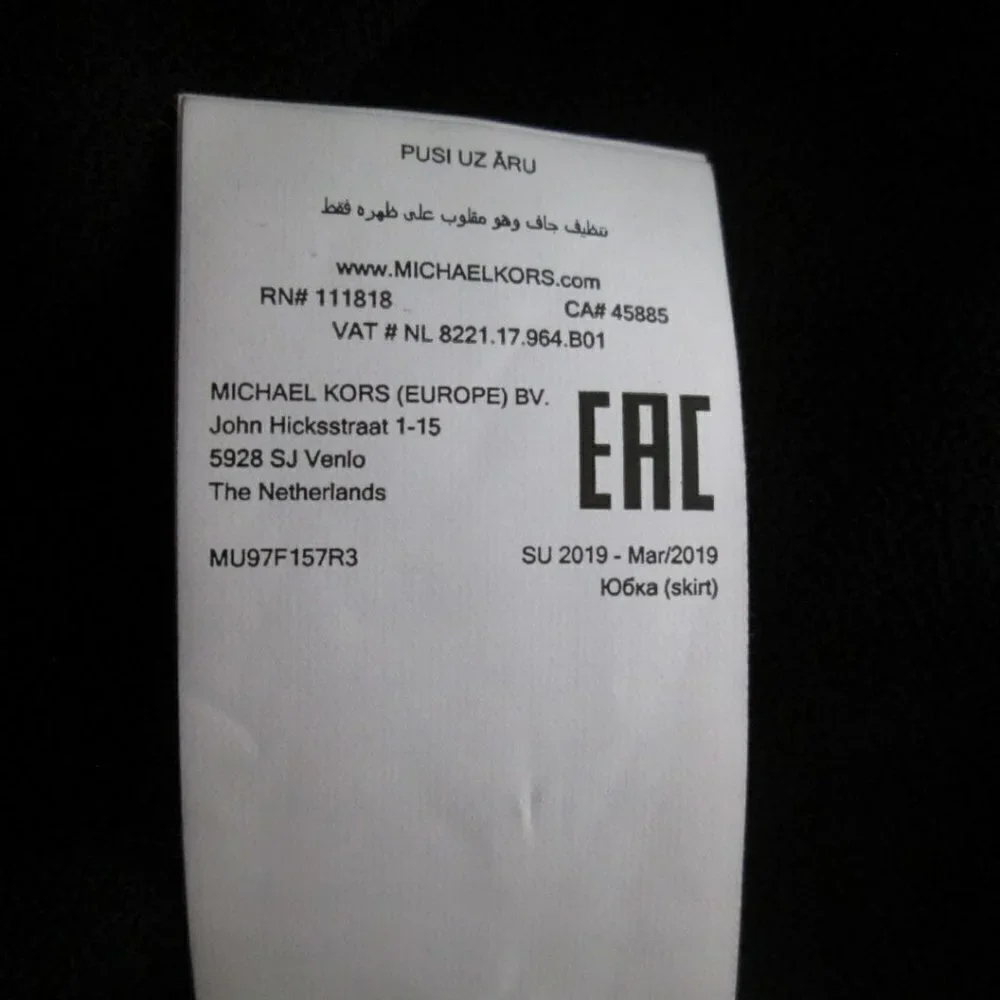 PUSI UZ ĀRU
تنظيف جاف وهو مقلوب على ظهره فقط
www.MICHAELKORS.com
RN# 111818 CA# 45885
VAT # NL 8221.17.964.B01
MICHAEL KORS (EUROPE) BV.
John Hicksstraat 1-15
5928 SJ Venlo
The Netherlands
EAC
MU97F157R3 SU 2019 - Mar/2019
Юбка (skirt)